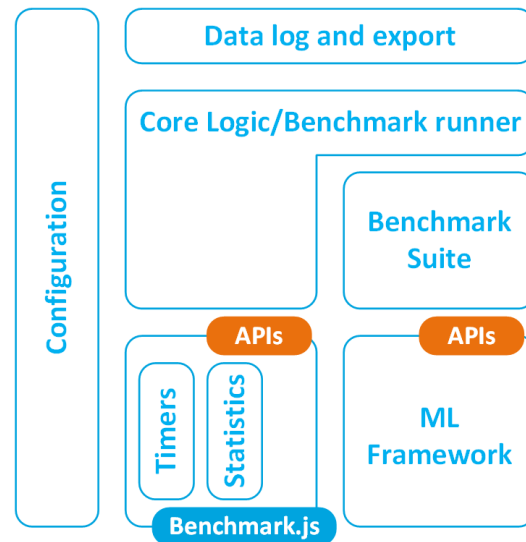 Data log and export
Core Logic/Benchmark runner
Configuration
Benchmark
Suite
APIs
APIs
Timers
Statistics
ML
Framework
Benchmark.js